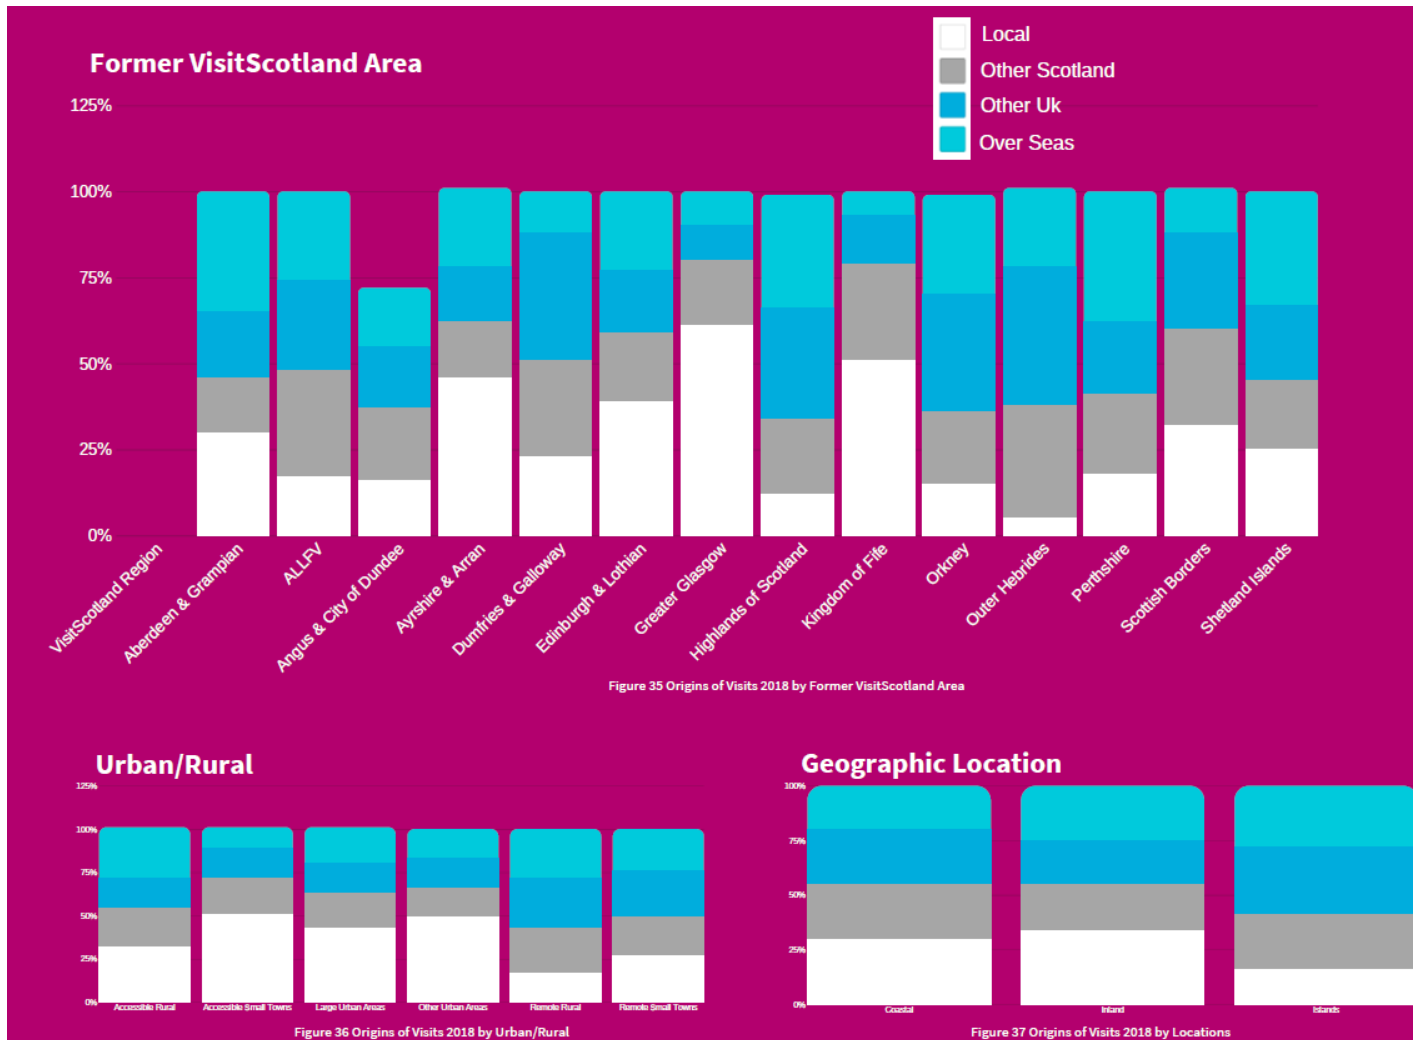 Former VisitScotland Area
Local
Other Scotland
Other Uk
Over Seas
125%
100%
75%
50%
25%
0%
VisitScotland Region
Aberdeen & Grampian
ALLFV
Angus & City of Dundee
Ayrshire & Arran
Dumfries & Galloway
Edinburgh & Lothian
Greater Glasgow
Highlands of Scotland
Kingdom of Fife
Orkney
Outer Hebrides
Perthshire
Scottish Borders
Shetland Islands
Figure 35 Origins of Visits 2018 by Former VisitScotland Area
Urban/Rural
125%
100%
75%
50%
25%
0%
Accessible Rural
Accessible Small Towns
Large Urban Areas
Other Urban Areas
Remote Rural
Remote Small Towns
Figure 36 Origins of Visits 2018 by Urban/Rural
Geographic Location
100%
75%
50%
25%
0%
Coastal
Inland
Islands
Figure 37 Origins of Visits 2018 by Locations